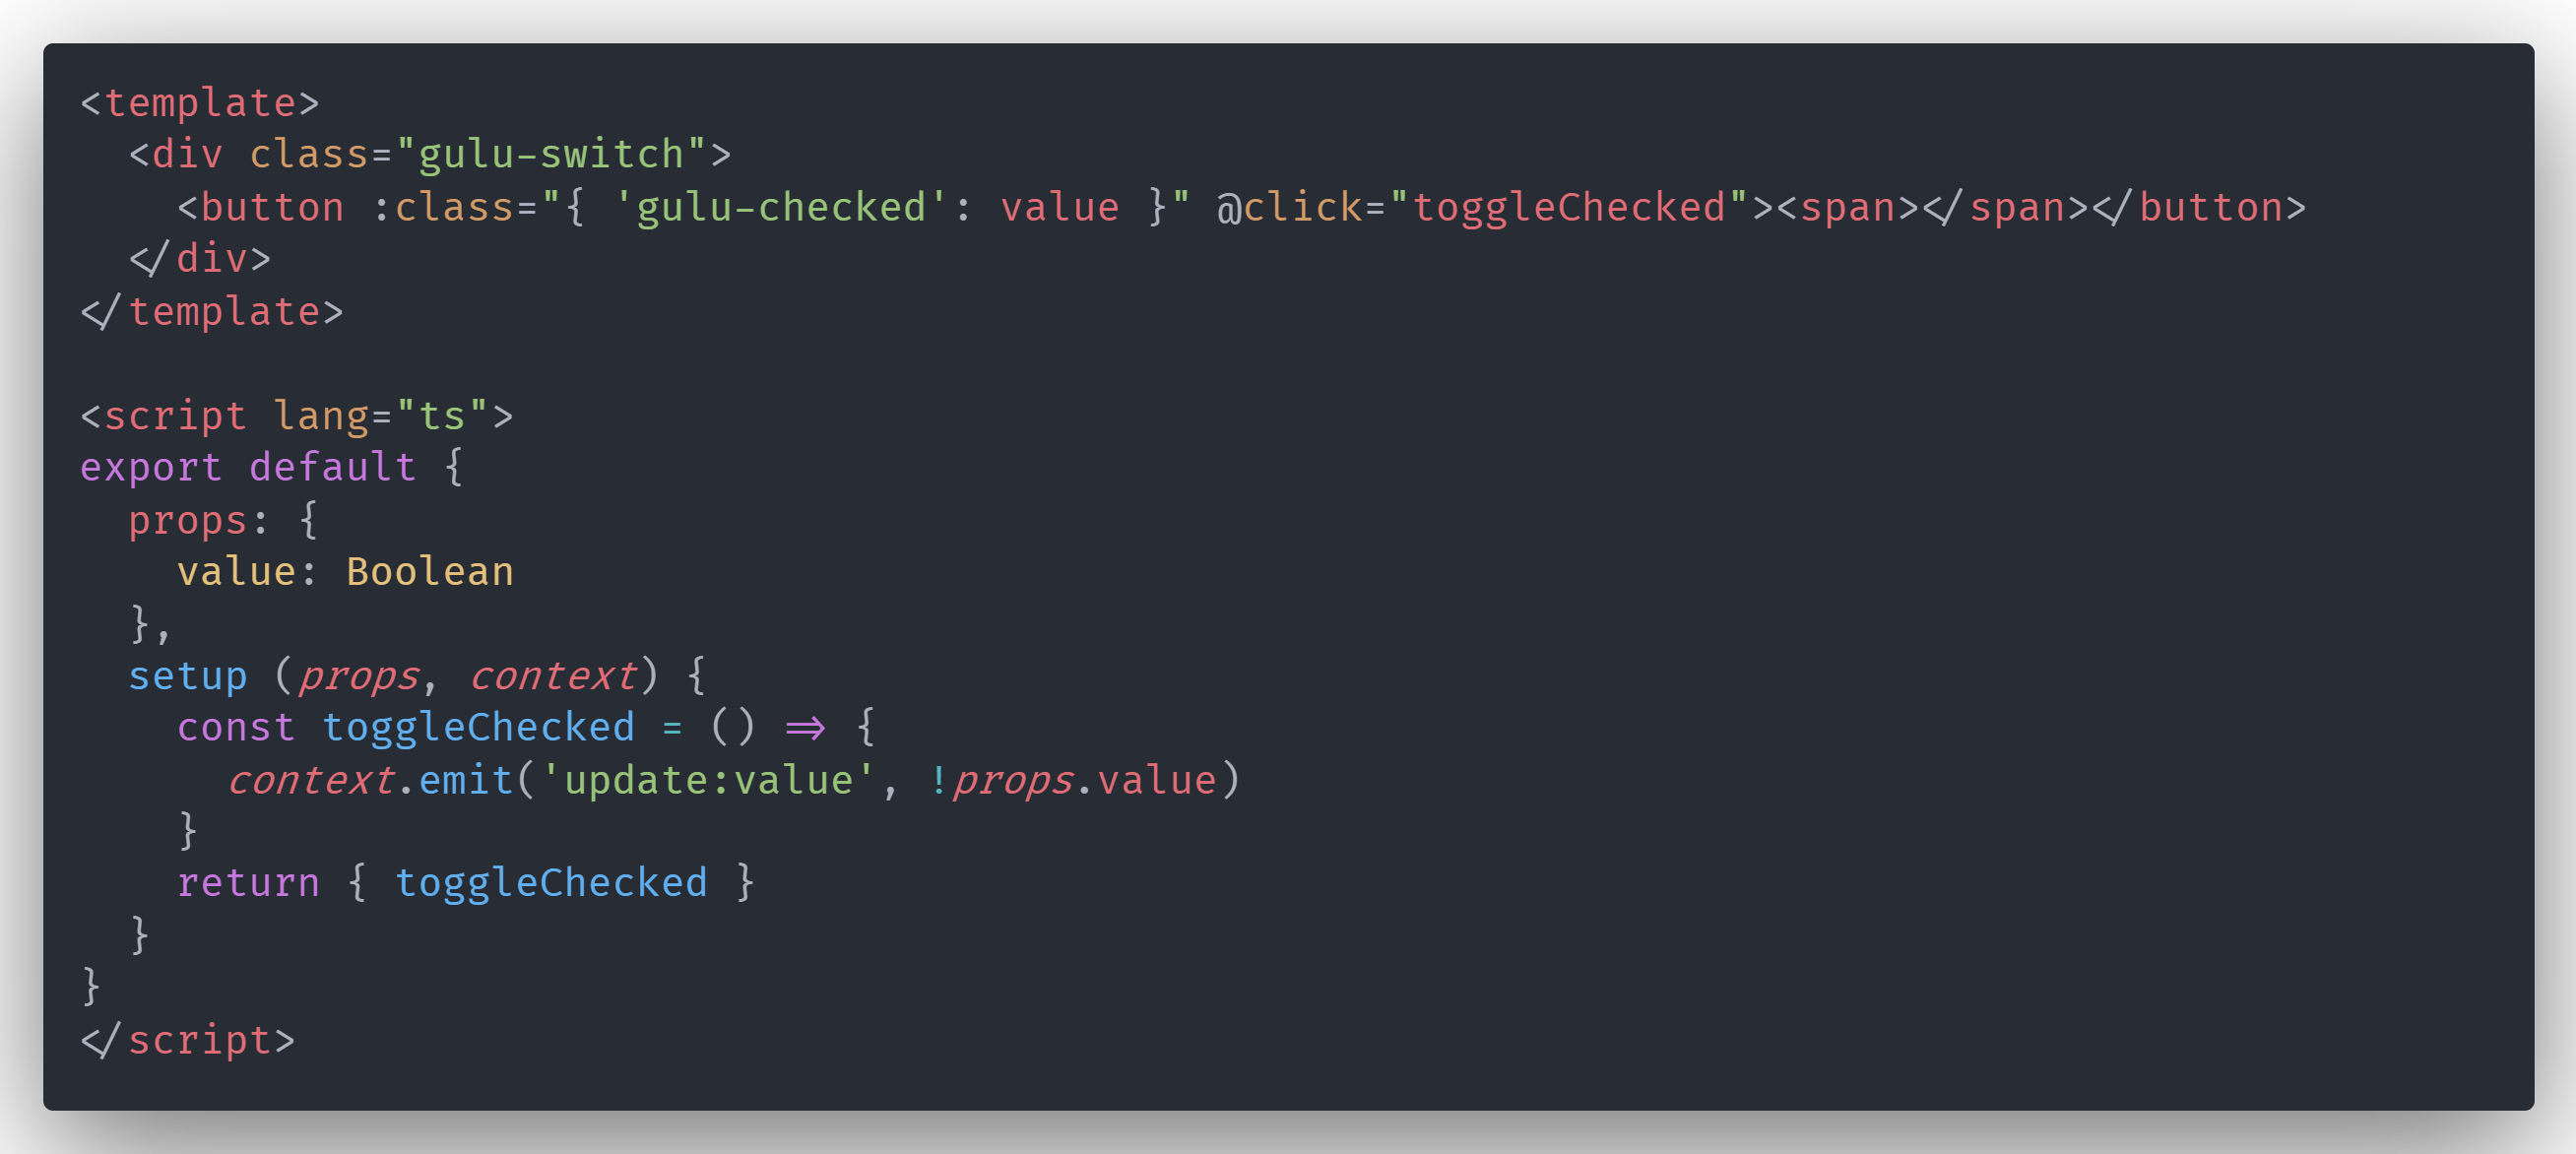 <template>
  <div class="gulu-switch">
    <button :class="{ 'gulu-checked': value }" @click="toggleChecked"><span></span></button>
  </div>
</template>

<script lang="ts">
export default {
  props: {
    value: Boolean
  },
  setup (props, context) {
    const toggleChecked = () => {
      context.emit('update:value', !props.value)
    }
    return { toggleChecked }
  }
}
</script>